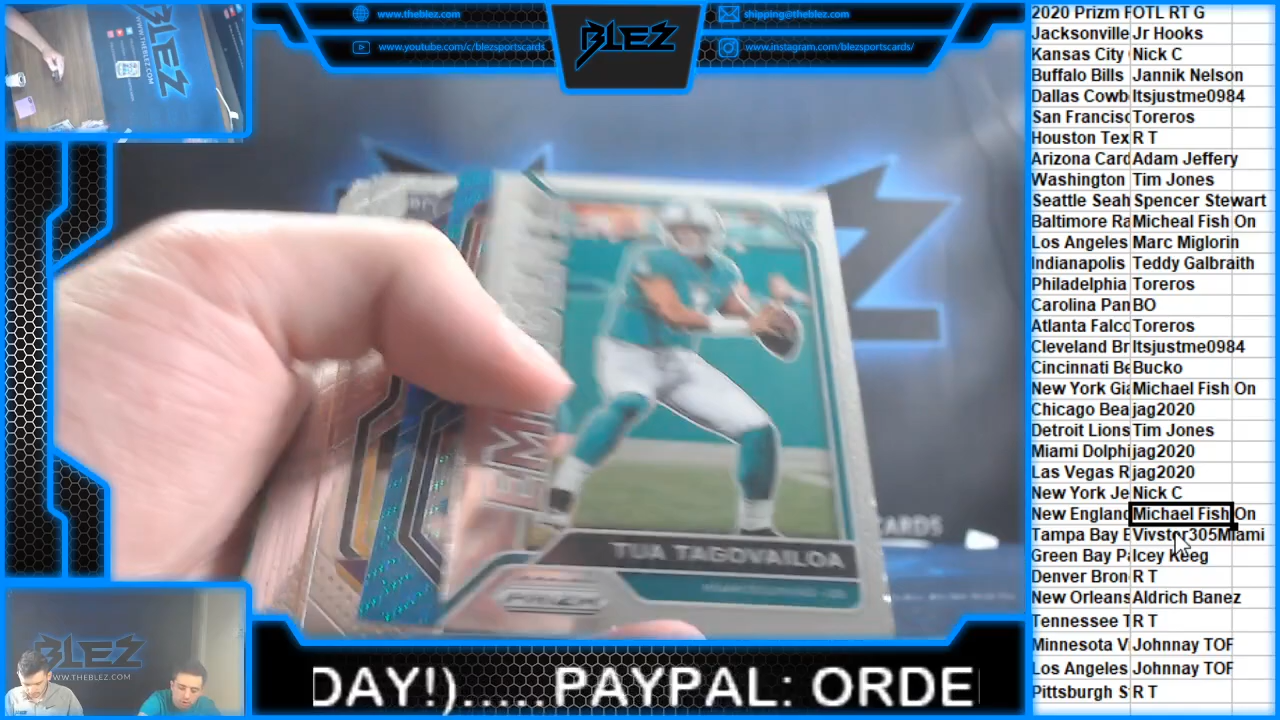 www.theblez.com
shipping@theblez.com
www.youtube.com/c/blezsportscards
www.instagram.com/blezsportscards/
BLEZ
TUA TAGOVAILOA
PRIZM
CARDS
BLEZ
WWW.THEBLEZ.COM
DAY!).....PAYPAL: ORDE
2020 Prizm F OTL RT G
Jacksonville Jr Hooks
Kansas City Nick C
Buffalo Bills Jannik Nelson
Dallas Cowb Itsjustme0984
San Francisc Toreros
Houston Tex R T
Arizona Card Adam Jeffery
Washington Tim Jones
Seattle Seah Spencer Stewart
Baltimore Ra Micheal Fish On
Los Angeles Marc Miglorin
Indianapolis Teddy Galbraith
Philadelphia Toreros
Carolina Pan BO
Atlanta Falco Toreros
Cleveland Br Itsjustme0984
Cincinnati Be Bucko
New York Gia Michael Fish On
Chicago Bea jag2020
Detroit Lions Tim Jones
Miami Dolphi jag2020
Las Vegas R jag2020
New York Je Nick C
New England Michael Fish On
Tampa Bay B Vivster305Miami
Green Bay Pa Icey Keeg
Denver Bron R T
New Orleans Aldrich Banez
Tennessee T R T
Minnesota V Johnnay TOF
Los Angeles Johnnay TOF
Pittsburgh S R T